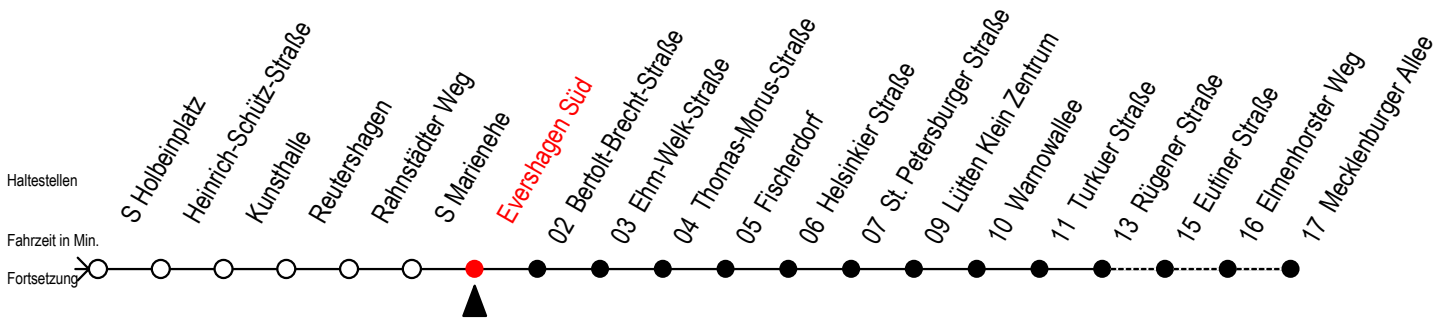 Haltestellen
S Holbeinplatz
Heinrich-Schütz-Straße
Kunsthalle
Reutershagen
Rahnstädter Weg
S Marienehe
Evershagen Süd
02 Bertolt-Brecht-Straße
03 Ehm-Welk-Straße
04 Thomas-Morus-Straße
05 Fischerdorf
06 Helsinkier Straße
07 St. Petersburger Straße
09 Lütten Klein Zentrum
10 Warnowallee
11 Turkuer Straße
13 Rügener Straße
15 Eutiner Straße
16 Elmenhorster Weg
17 Mecklenburger Allee
Fahrzeit in Min.
Fortsetzung